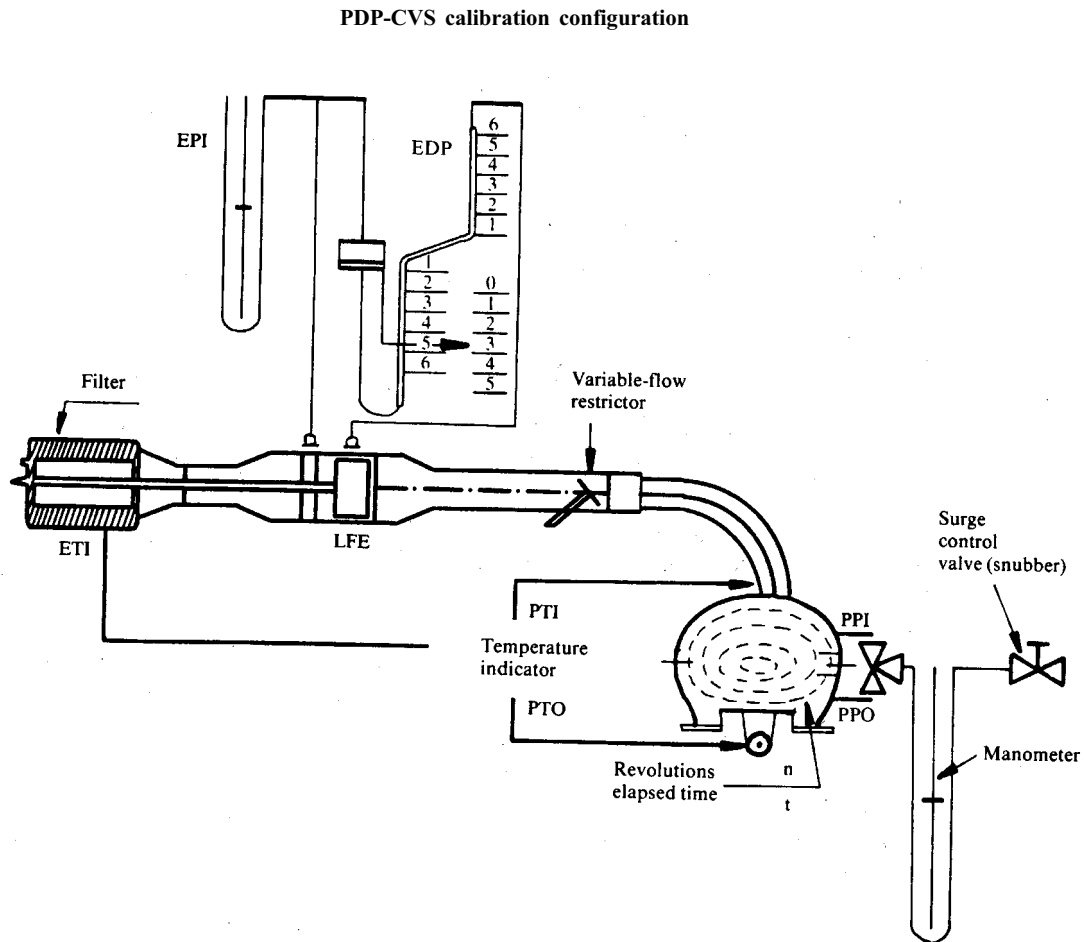 PDP-CVS calibration configuration
EPI
EDP
6
5
4
3
2
1
1
2
3
4
5
6
0
1
2
3
4
5
Filter
Variable-flow
restrictor
ETI
LFE
Surge
control
valve (snubber)
PTI
PPI
Temperature
indicator
PTO
PPO
Manometer
Revolutions
elapsed time
n
t